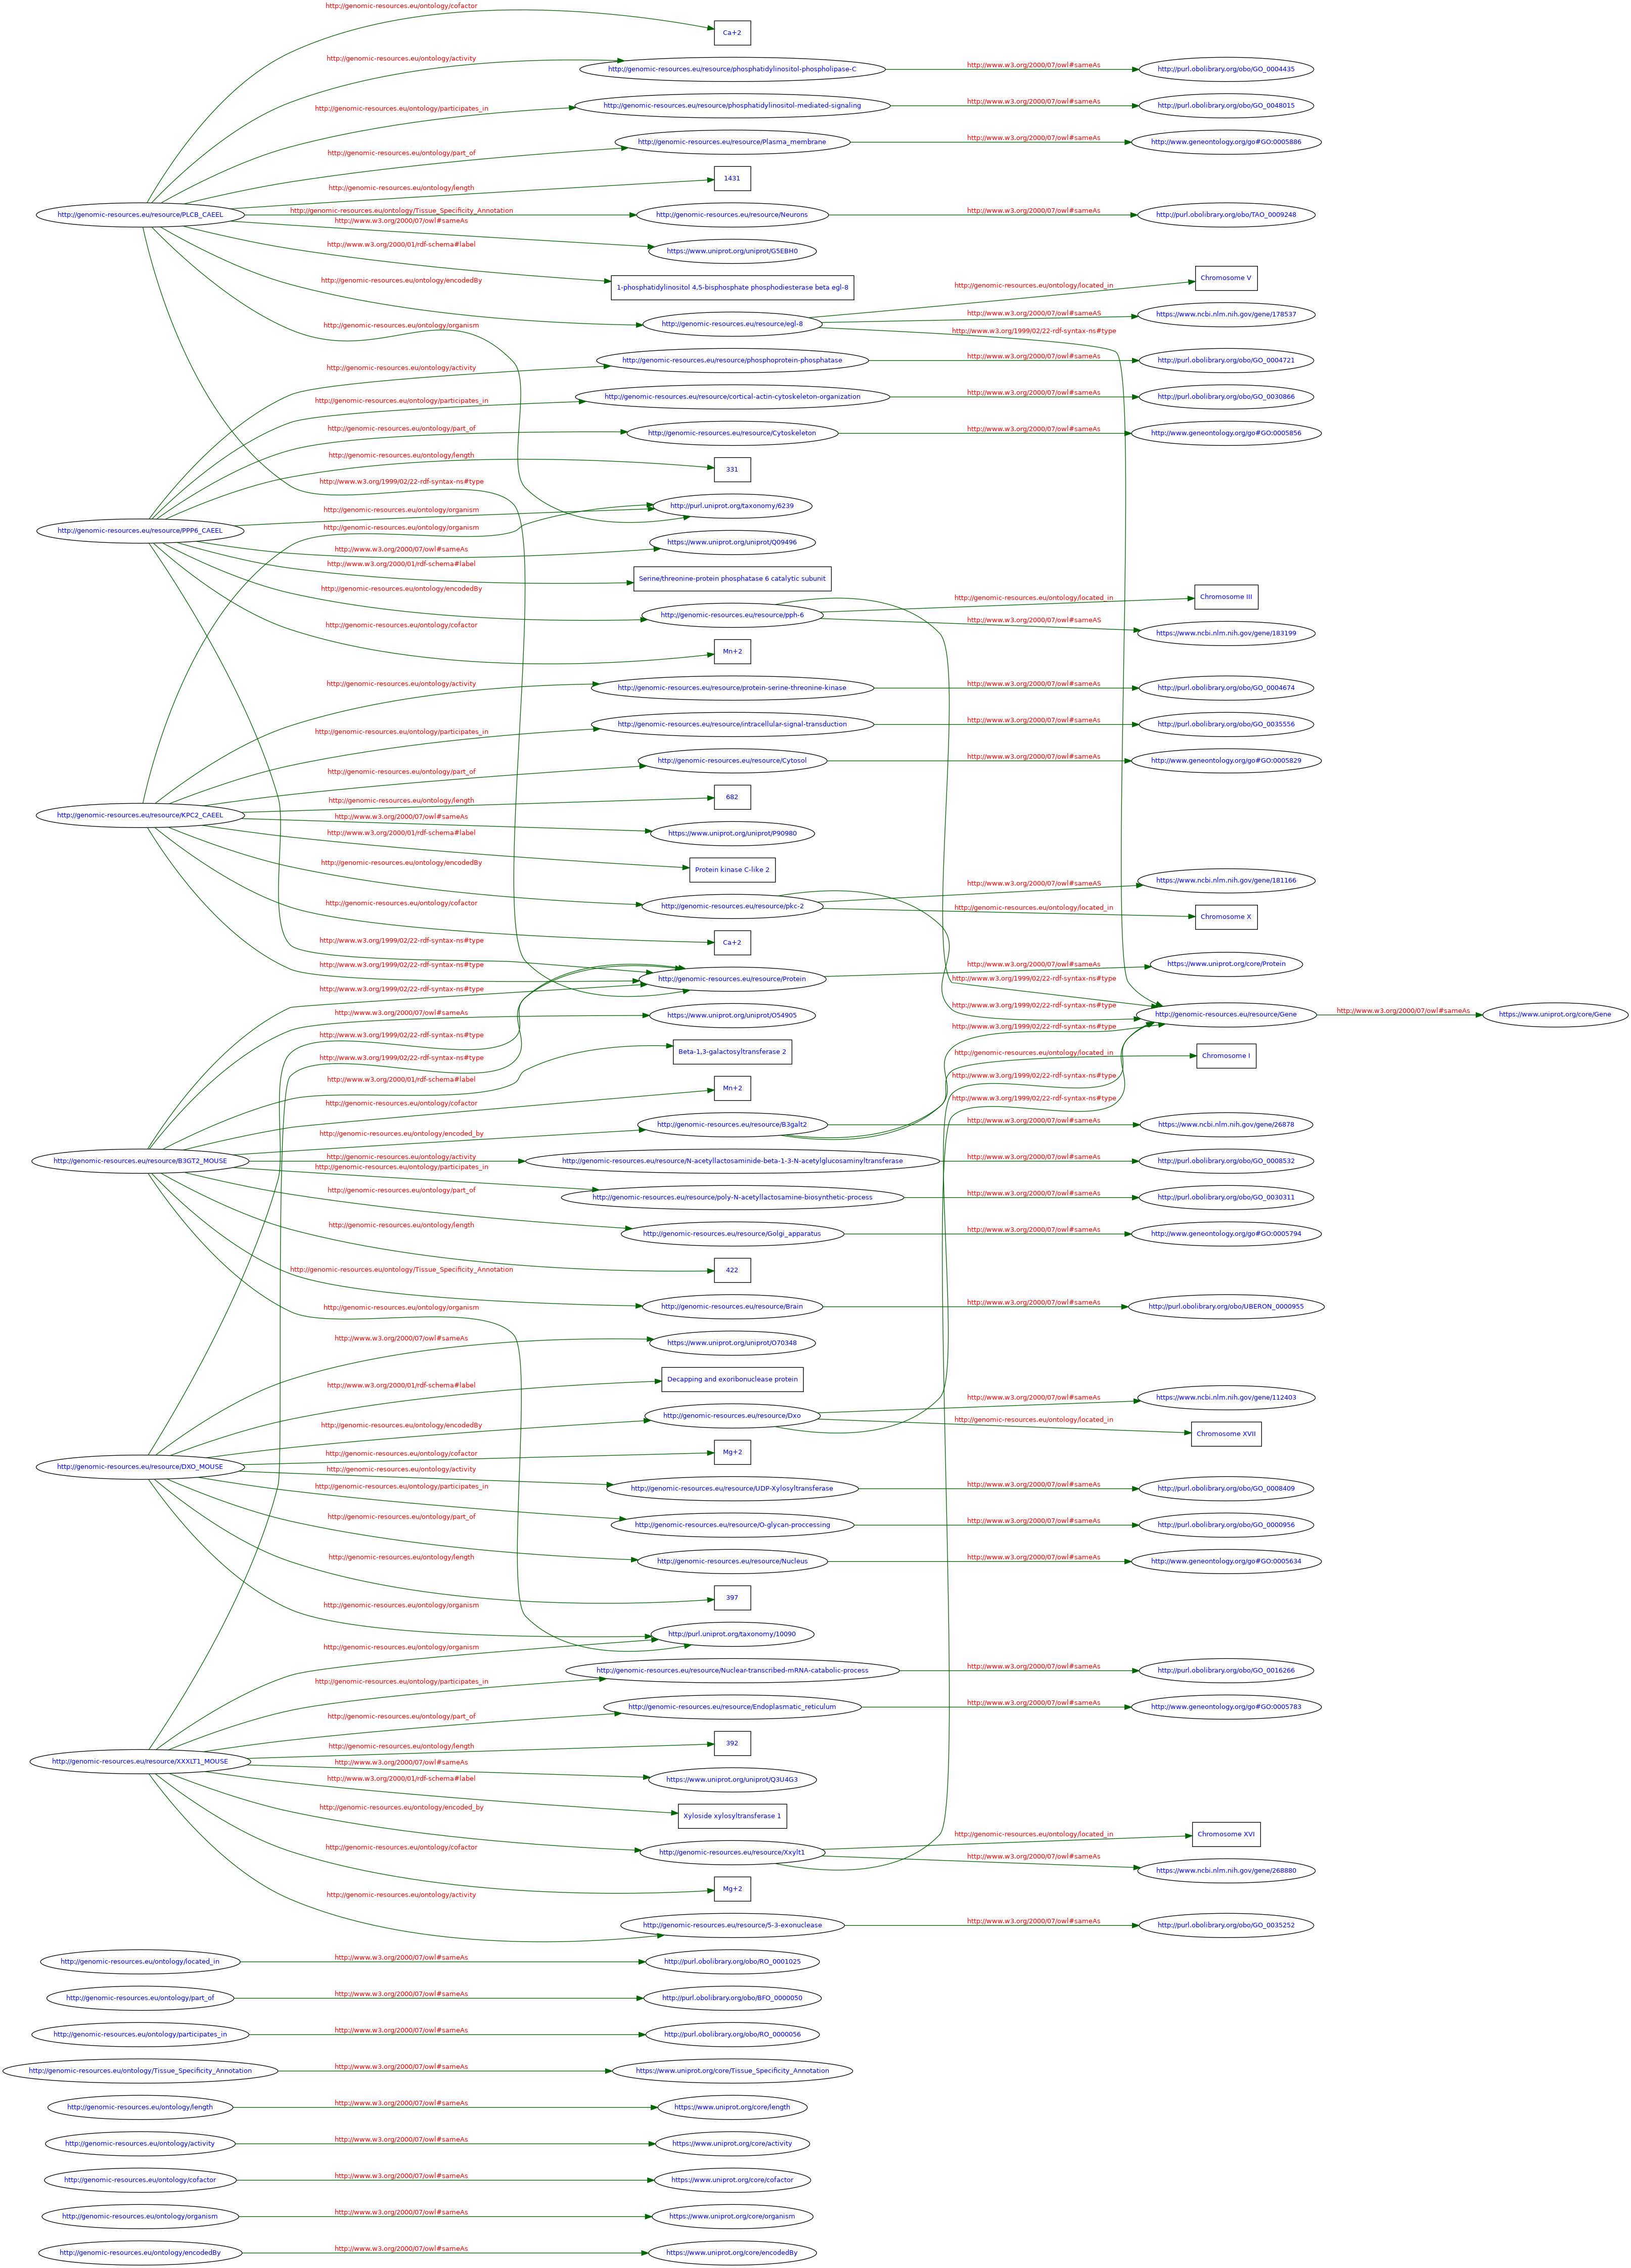 http://genomic-resources.eu/ontology/cofactor
Ca+2
http://genomic-resources.eu/ontology/activity
http://genomic-resources.eu/resource/phosphatidylinositol-phospholipase-C
http://www.w3.org/2000/07/owl#sameAs
http://purl.obolibrary.org/obo/GO_0004435
http://genomic-resources.eu/ontology/participates_in
http://genomic-resources.eu/resource/phosphatidylinositol-mediated-signaling
http://www.w3.org/2000/07/owl#sameAs
http://purl.obolibrary.org/obo/GO_0048015
http://genomic-resources.eu/ontology/part_of
http://genomic-resources.eu/resource/Plasma_membrane
http://www.w3.org/2000/07/owl#sameAs
http://www.geneontology.org/go#GO:0005886
http://genomic-resources.eu/ontology/length
1431
http://genomic-resources.eu/resource/PLCB_CAEEL
http://genomic-resources.eu/ontology/Tissue_Specificity_Annotation
http://genomic-resources.eu/resource/Neurons
http://www.w3.org/2000/07/owl#sameAs
http://purl.obolibrary.org/obo/TAO_0009248
http://www.w3.org/2000/07/owl#sameAs
https://www.uniprot.org/uniprot/G5EBH0
http://www.w3.org/2000/01/rdf-schema#label
1-phosphatidylinositol 4,5-bisphosphate phosphodiesterase beta egl-8
http://genomic-resources.eu/ontology/encodedBy
http://genomic-resources.eu/resource/egl-8
http://genomic-resources.eu/ontology/located_in
Chromosome V
http://www.w3.org/2000/07/owl#sameAS
https://www.ncbi.nlm.nih.gov/gene/178537
http://www.w3.org/1999/02/22-rdf-syntax-ns#type
http://genomic-resources.eu/ontology/organism
http://genomic-resources.eu/ontology/activity
http://genomic-resources.eu/resource/phosphoprotein-phosphatase
http://www.w3.org/2000/07/owl#sameAs
http://purl.obolibrary.org/obo/GO_0004721
http://genomic-resources.eu/ontology/participates_in
http://genomic-resources.eu/resource/cortical-actin-cytoskeleton-organization
http://www.w3.org/2000/07/owl#sameAs
http://purl.obolibrary.org/obo/GO_0030866
http://genomic-resources.eu/ontology/part_of
http://genomic-resources.eu/resource/Cytoskeleton
http://www.w3.org/2000/07/owl#sameAs
http://www.geneontology.org/go#GO:0005856
http://genomic-resources.eu/ontology/length
331
http://www.w3.org/1999/02/22-rdf-syntax-ns#type
http://genomic-resources.eu/ontology/organism
http://purl.uniprot.org/taxonomy/6239
http://genomic-resources.eu/resource/PPP6_CAEEL
http://genomic-resources.eu/ontology/organism
http://www.w3.org/2000/07/owl#sameAs
https://www.uniprot.org/uniprot/Q09496
http://www.w3.org/2000/01/rdf-schema#label
Serine/threonine-protein phosphatase 6 catalytic subunit
http://genomic-resources.eu/ontology/encodedBy
http://genomic-resources.eu/resource/pph-6
http://genomic-resources.eu/ontology/located_in
Chromosome III
http://www.w3.org/2000/07/owl#sameAS
https://www.ncbi.nlm.nih.gov/gene/183199
http://genomic-resources.eu/ontology/cofactor
Mn+2
http://genomic-resources.eu/ontology/activity
http://genomic-resources.eu/resource/protein-serine-threonine-kinase
http://www.w3.org/2000/07/owl#sameAs
http://purl.obolibrary.org/obo/GO_0004674
http://genomic-resources.eu/ontology/participates_in
http://genomic-resources.eu/resource/intracellular-signal-transduction
http://www.w3.org/2000/07/owl#sameAs
http://purl.obolibrary.org/obo/GO_0035556
http://genomic-resources.eu/ontology/part_of
http://genomic-resources.eu/resource/Cytosol
http://www.w3.org/2000/07/owl#sameAs
http://www.geneontology.org/go#GO:0005829
http://genomic-resources.eu/ontology/length
682
http://genomic-resources.eu/resource/KPC2_CAEEL
http://www.w3.org/2000/07/owl#sameAs
https://www.uniprot.org/uniprot/P90980
http://www.w3.org/2000/01/rdf-schema#label
Protein kinase C-like 2
http://genomic-resources.eu/ontology/encodedBy
http://genomic-resources.eu/resource/pkc-2
http://www.w3.org/2000/07/owl#sameAS
https://www.ncbi.nlm.nih.gov/gene/181166
http://genomic-resources.eu/ontology/located_in
Chromosome X
http://genomic-resources.eu/ontology/cofactor
Ca+2
http://www.w3.org/1999/02/22-rdf-syntax-ns#type
http://www.w3.org/1999/02/22-rdf-syntax-ns#type
http://genomic-resources.eu/resource/Protein
http://www.w3.org/2000/07/owl#sameAs
https://www.uniprot.org/core/Protein
http://www.w3.org/1999/02/22-rdf-syntax-ns#type
http://www.w3.org/1999/02/22-rdf-syntax-ns#type
http://www.w3.org/1999/02/22-rdf-syntax-ns#type
http://genomic-resources.eu/resource/Gene
http://www.w3.org/2000/07/owl#sameAs
https://www.uniprot.org/core/Gene
http://www.w3.org/2000/07/owl#sameAs
https://www.uniprot.org/uniprot/O54905
http://www.w3.org/1999/02/22-rdf-syntax-ns#type
http://www.w3.org/1999/02/22-rdf-syntax-ns#type
http://www.w3.org/1999/02/22-rdf-syntax-ns#type
Beta-1,3-galactosyltransferase 2
http://genomic-resources.eu/ontology/located_in
Chromosome I
http://www.w3.org/2000/01/rdf-schema#label
http://www.w3.org/1999/02/22-rdf-syntax-ns#type
http://genomic-resources.eu/ontology/cofactor
Mn+2
http://www.w3.org/1999/02/22-rdf-syntax-ns#type
http://genomic-resources.eu/ontology/encoded_by
http://genomic-resources.eu/resource/B3galt2
http://www.w3.org/2000/07/owl#sameAs
https://www.ncbi.nlm.nih.gov/gene/26878
http://genomic-resources.eu/resource/B3GT2_MOUSE
http://genomic-resources.eu/ontology/activity
http://genomic-resources.eu/resource/N-acetyllactosaminide-beta-1-3-N-acetylglucosaminyltransferase
http://www.w3.org/2000/07/owl#sameAs
http://purl.obolibrary.org/obo/GO_0008532
http://genomic-resources.eu/ontology/participates_in
http://genomic-resources.eu/resource/poly-N-acetyllactosamine-biosynthetic-process
http://www.w3.org/2000/07/owl#sameAs
http://purl.obolibrary.org/obo/GO_0030311
http://genomic-resources.eu/ontology/part_of
http://genomic-resources.eu/resource/Golgi_apparatus
http://www.w3.org/2000/07/owl#sameAs
http://www.geneontology.org/go#GO:0005794
http://genomic-resources.eu/ontology/length
422
http://genomic-resources.eu/ontology/Tissue_Specificity_Annotation
http://genomic-resources.eu/resource/Brain
http://www.w3.org/2000/07/owl#sameAs
http://purl.obolibrary.org/obo/UBERON_0000955
http://genomic-resources.eu/ontology/organism
http://www.w3.org/2000/07/owl#sameAs
https://www.uniprot.org/uniprot/O70348
http://www.w3.org/2000/01/rdf-schema#label
Decapping and exoribonuclease protein
http://genomic-resources.eu/ontology/encodedBy
http://genomic-resources.eu/resource/Dxo
http://www.w3.org/2000/07/owl#sameAs
https://www.ncbi.nlm.nih.gov/gene/112403
http://genomic-resources.eu/ontology/located_in
Chromosome XVII
http://genomic-resources.eu/ontology/cofactor
Mg+2
http://genomic-resources.eu/resource/DXO_MOUSE
http://genomic-resources.eu/ontology/activity
http://genomic-resources.eu/resource/UDP-Xylosyltransferase
http://www.w3.org/2000/07/owl#sameAs
http://purl.obolibrary.org/obo/GO_0008409
http://genomic-resources.eu/ontology/participates_in
http://genomic-resources.eu/resource/O-glycan-proccessing
http://www.w3.org/2000/07/owl#sameAs
http://purl.obolibrary.org/obo/GO_0000956
http://genomic-resources.eu/ontology/part_of
http://genomic-resources.eu/resource/Nucleus
http://www.w3.org/2000/07/owl#sameAs
http://www.geneontology.org/go#GO:0005634
http://genomic-resources.eu/ontology/length
397
http://genomic-resources.eu/ontology/organism
http://purl.uniprot.org/taxonomy/10090
http://genomic-resources.eu/ontology/organism
http://genomic-resources.eu/ontology/participates_in
http://genomic-resources.eu/resource/Nuclear-transcribed-mRNA-catabolic-process
http://www.w3.org/2000/07/owl#sameAs
http://purl.obolibrary.org/obo/GO_0016266
http://genomic-resources.eu/ontology/part_of
http://genomic-resources.eu/resource/Endoplasmatic_reticulum
http://www.w3.org/2000/07/owl#sameAs
http://www.geneontology.org/go#GO:0005783
http://genomic-resources.eu/ontology/length
392
http://genomic-resources.eu/resource/XXXLT1_MOUSE
http://www.w3.org/2000/07/owl#sameAs
https://www.uniprot.org/uniprot/Q3U4G3
http://www.w3.org/2000/01/rdf-schema#label
Xyloside xylosyltransferase 1
http://genomic-resources.eu/ontology/encoded_by
http://genomic-resources.eu/resource/Xxylt1
http://genomic-resources.eu/ontology/located_in
Chromosome XVI
http://www.w3.org/2000/07/owl#sameAs
https://www.ncbi.nlm.nih.gov/gene/268880
http://genomic-resources.eu/ontology/cofactor
Mg+2
http://genomic-resources.eu/ontology/activity
http://genomic-resources.eu/resource/5-3-exonuclease
http://www.w3.org/2000/07/owl#sameAs
http://purl.obolibrary.org/obo/GO_0035252
http://genomic-resources.eu/ontology/located_in
http://www.w3.org/2000/07/owl#sameAs
http://purl.obolibrary.org/obo/RO_0001025
http://genomic-resources.eu/ontology/part_of
http://www.w3.org/2000/07/owl#sameAs
http://purl.obolibrary.org/obo/BFO_0000050
http://genomic-resources.eu/ontology/participates_in
http://www.w3.org/2000/07/owl#sameAs
http://purl.obolibrary.org/obo/RO_0000056
http://genomic-resources.eu/ontology/Tissue_Specificity_Annotation
http://www.w3.org/2000/07/owl#sameAs
https://www.uniprot.org/core/Tissue_Specificity_Annotation
http://genomic-resources.eu/ontology/length
http://www.w3.org/2000/07/owl#sameAs
https://www.uniprot.org/core/length
http://genomic-resources.eu/ontology/activity
http://www.w3.org/2000/07/owl#sameAs
https://www.uniprot.org/core/activity
http://genomic-resources.eu/ontology/cofactor
http://www.w3.org/2000/07/owl#sameAs
https://www.uniprot.org/core/cofactor
http://genomic-resources.eu/ontology/organism
http://www.w3.org/2000/07/owl#sameAs
https://www.uniprot.org/core/organism
http://genomic-resources.eu/ontology/encodedBy
http://www.w3.org/2000/07/owl#sameAs
https://www.uniprot.org/core/encodedBy